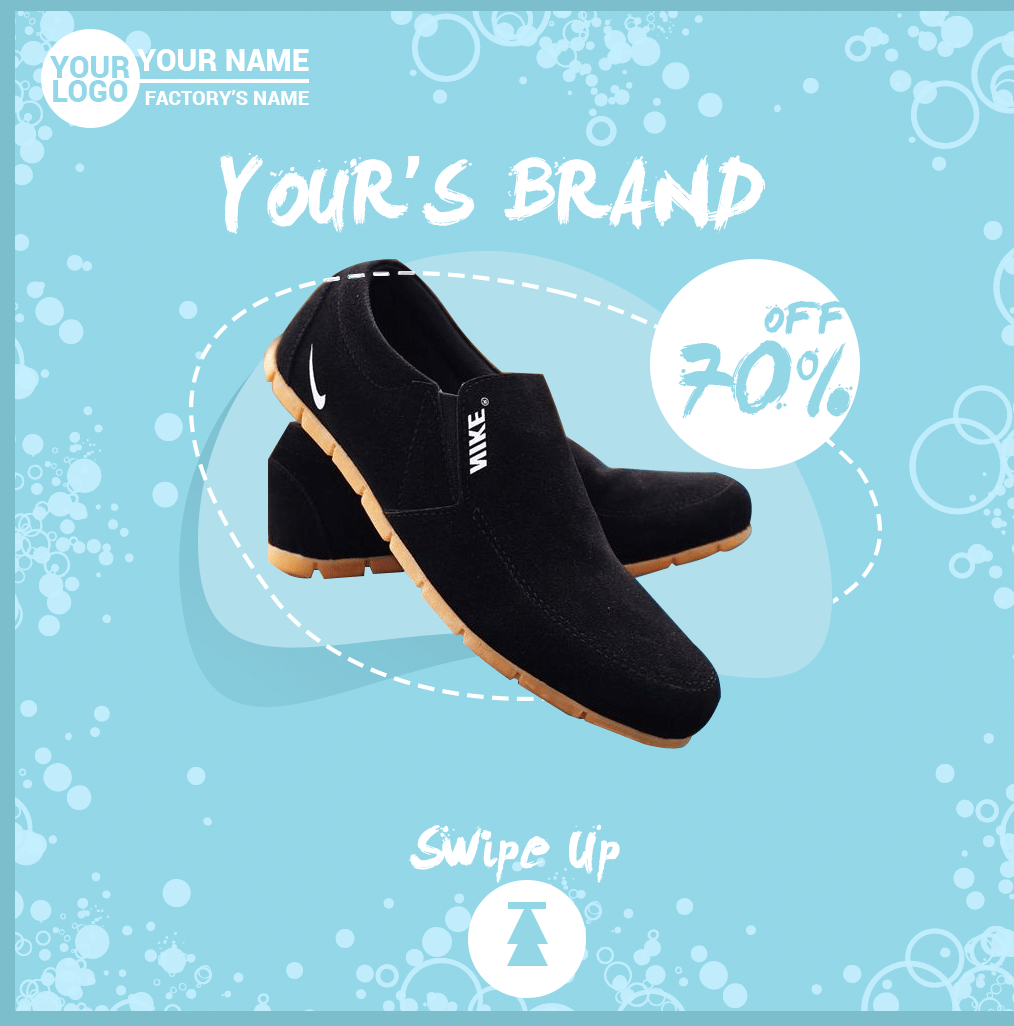 YOUR LOGO
YOUR NAME
FACTORY'S NAME
YOUR'S BRAND
OFF
70%
NIKE®
Swipe Up